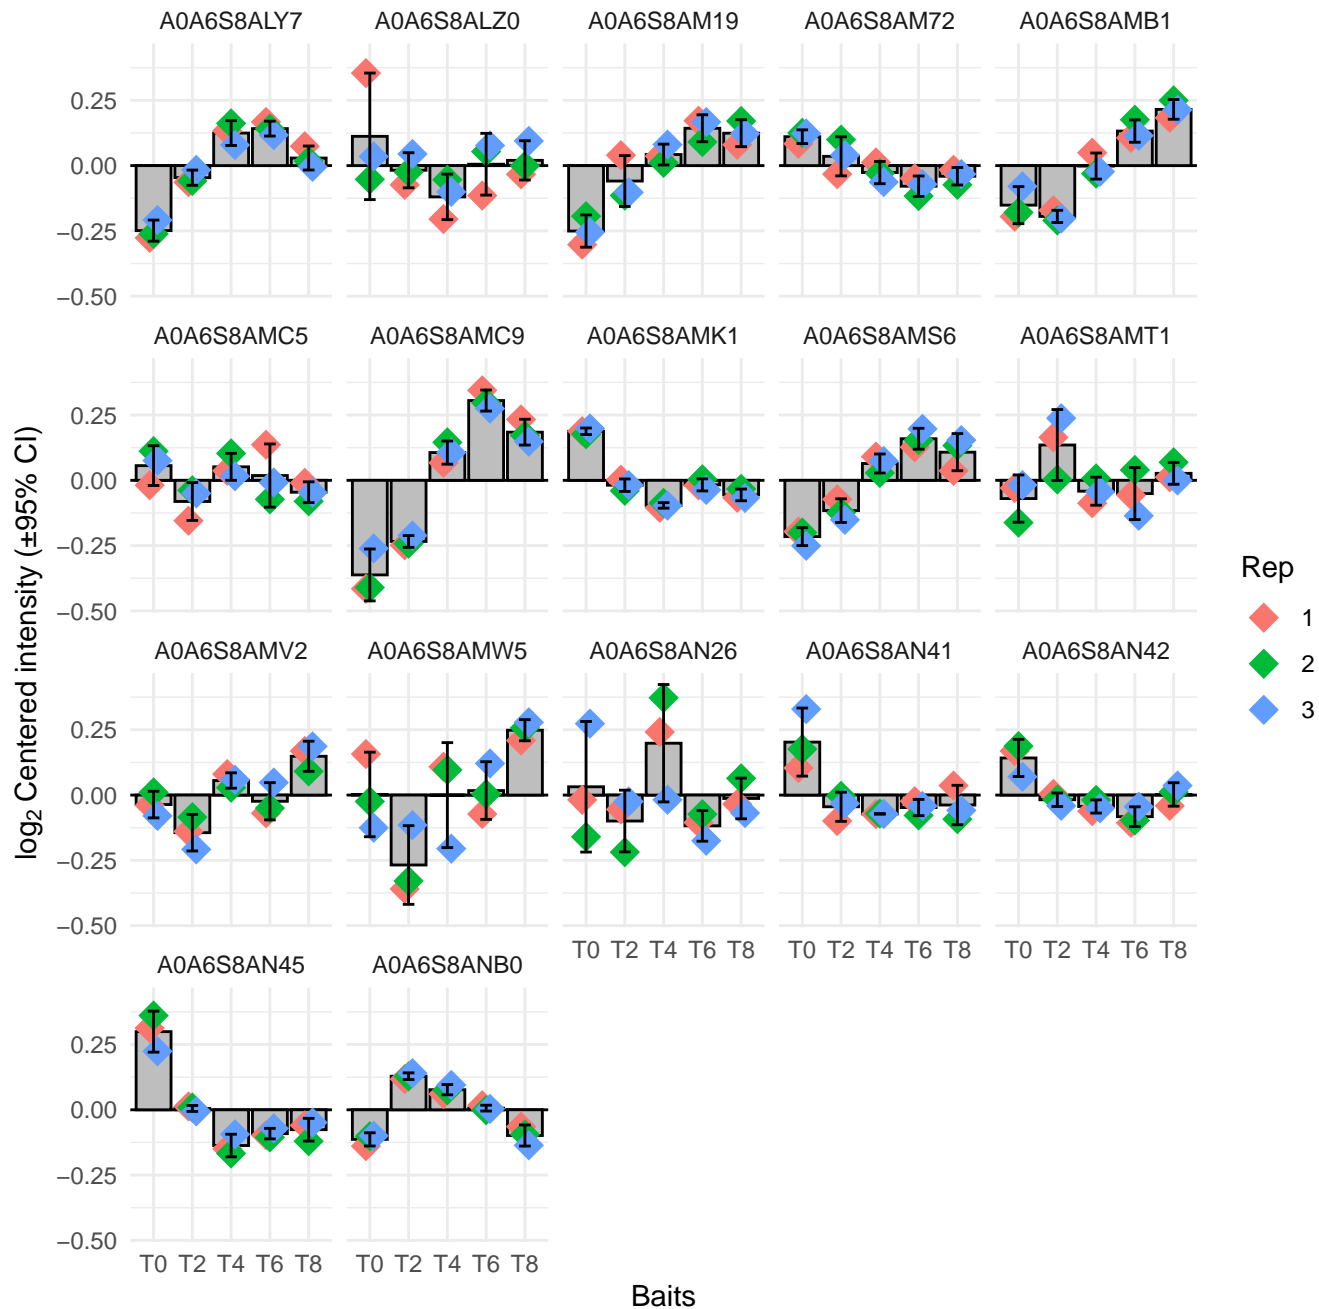 A0A6S8ALY7 A0A6S8ALZ0 A0A6S8AM19 A0A6S8AM72 A0A6S8AMB1
0.25
0.00
−0.25
−0.50
A0A6S8AMC5 A0A6S8AMC9 A0A6S8AMK1 A0A6S8AMS6 A0A6S8AMT1
0.25
0.00
−0.25
−0.50
A0A6S8AMV2 A0A6S8AMW5 A0A6S8AN26 A0A6S8AN41 A0A6S8AN42
0.25
0.00
−0.25
−0.50
T0 T2 T4 T6 T8 T0 T2 T4 T6 T8 T0 T2 T4 T6 T8
A0A6S8AN45 A0A6S8ANB0
0.25
0.00
−0.25
−0.50
T0 T2 T4 T6 T8 T0 T2 T4 T6 T8
Baits
log2 Centered intensity (±95% CI)
Rep
1
2
3